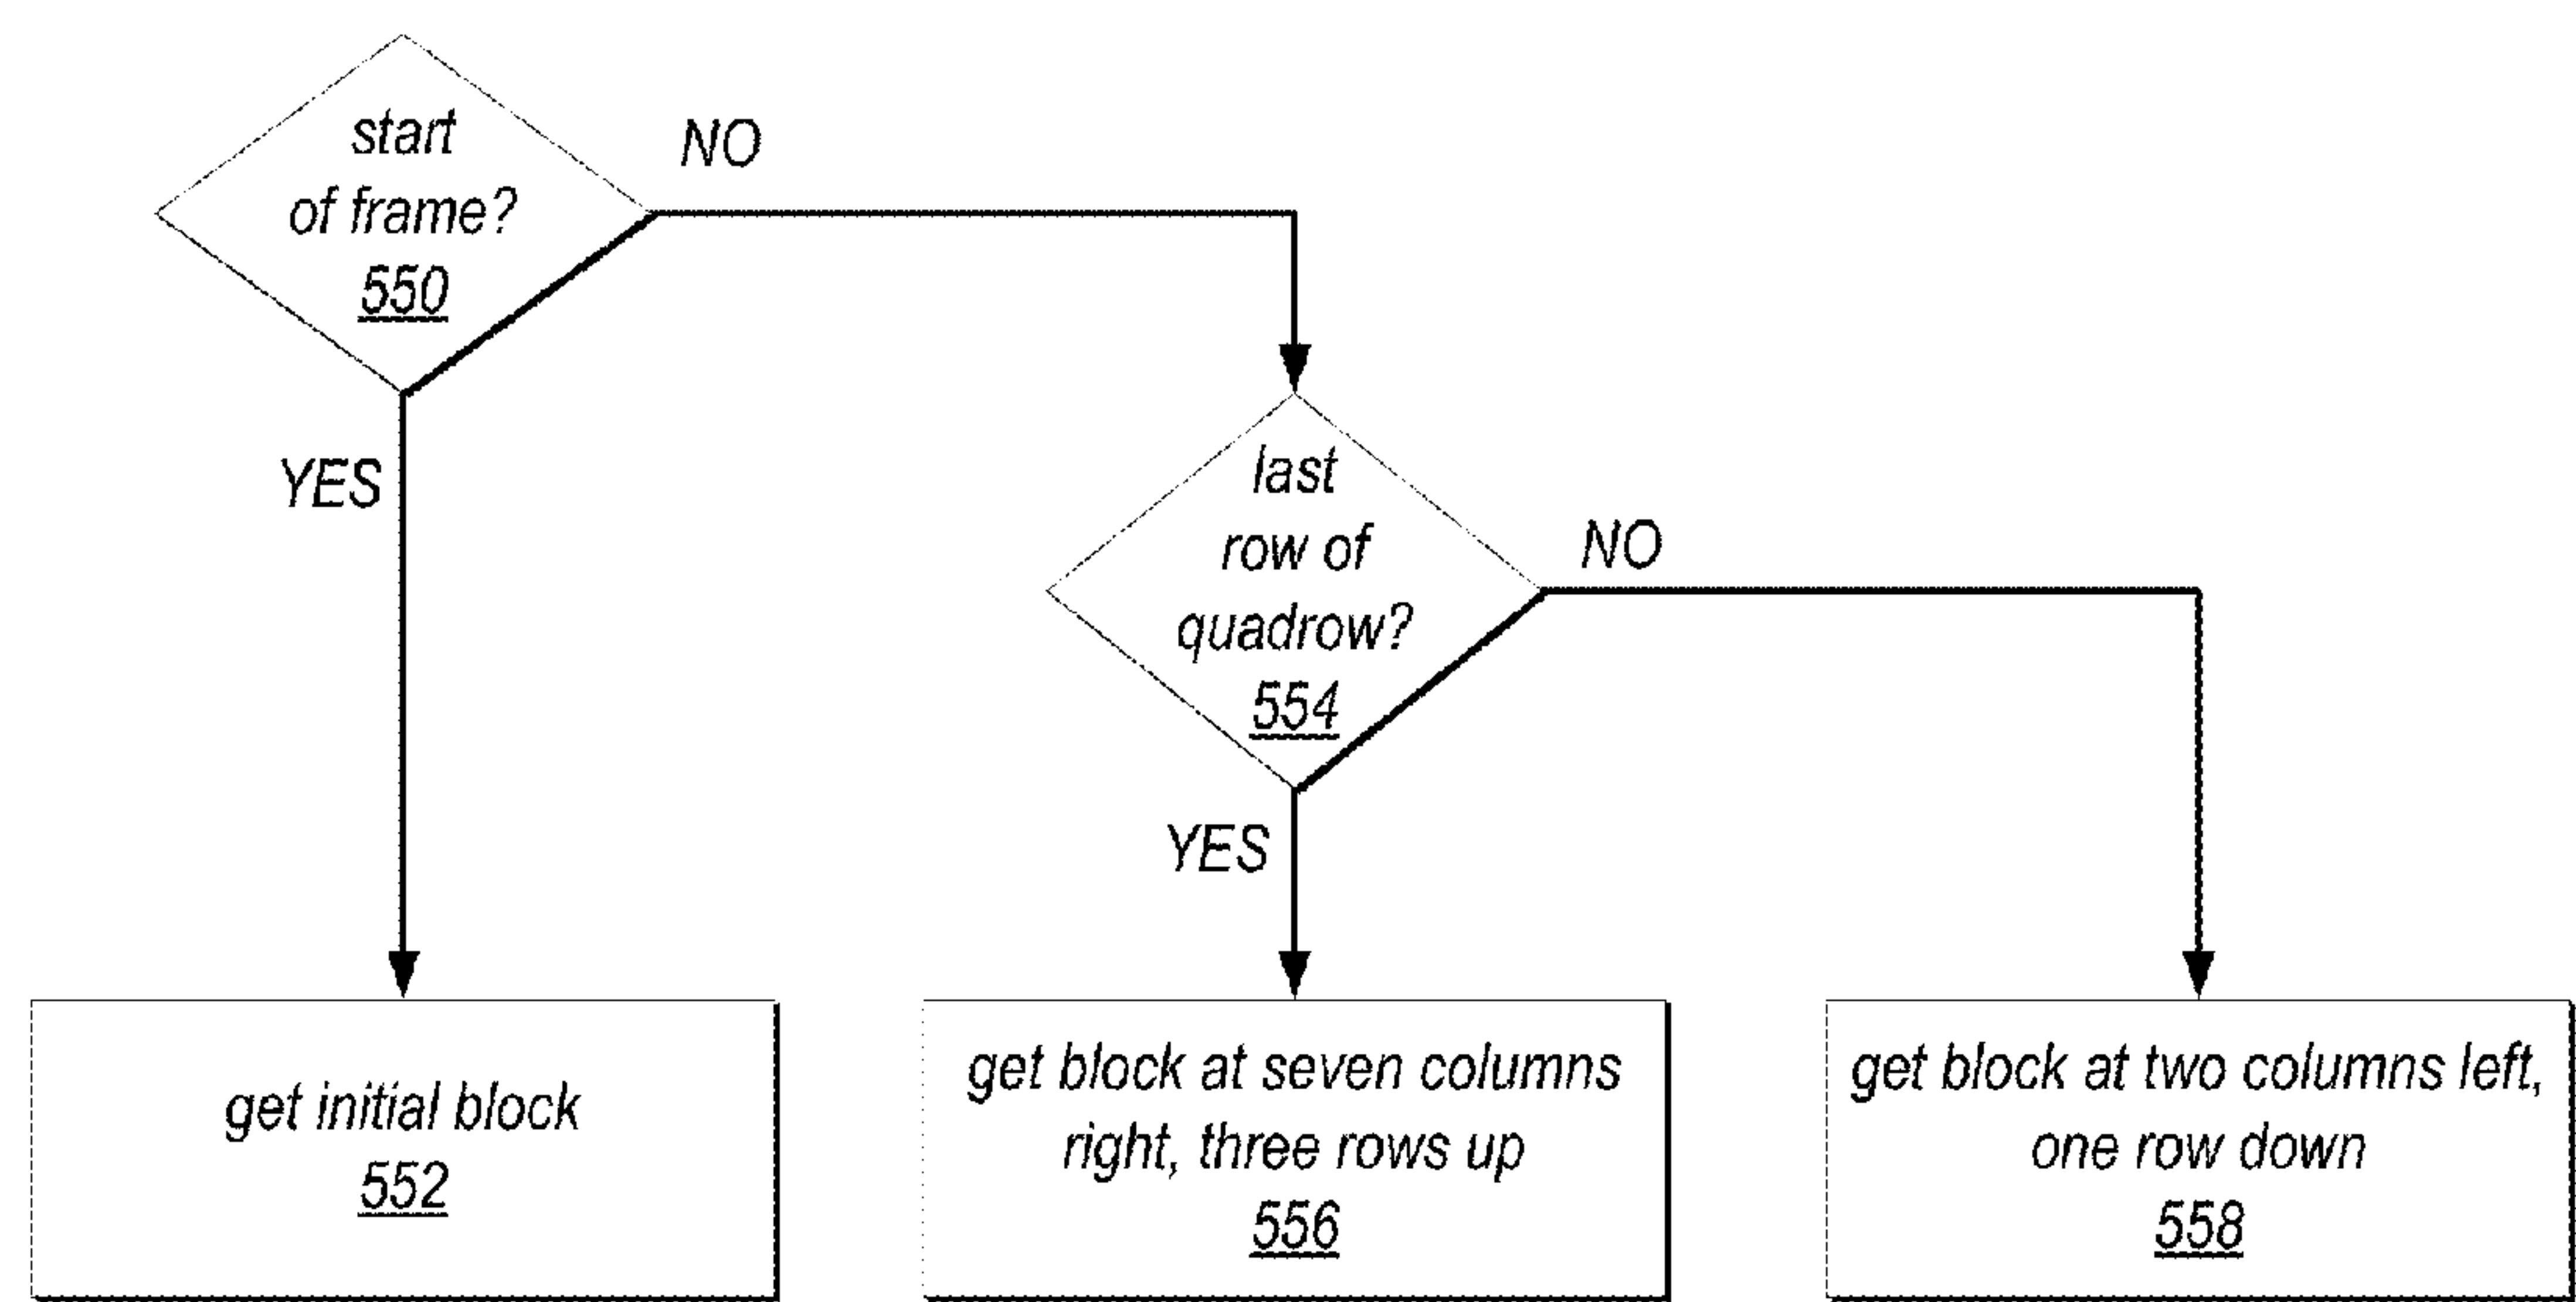 start
of frame?
550
NO
YES
last
row of
quadrow?
554
NO
YES
get initial block
552
get block at seven columns
right, three rows up
556
get block at two columns left,
one row down
558